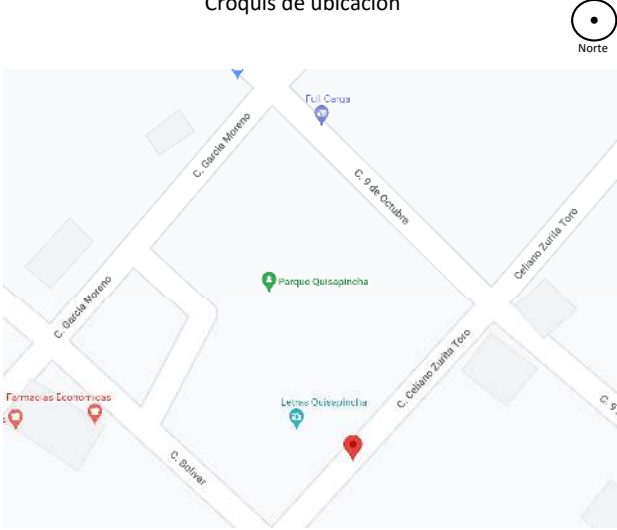 Croquis de ubicación
Norte
Full Carga
C. García Moreno
C. 9 de Octubre
Celiano Zurita Toro
Parque Quisapincha
C. García Moreno
C. Celiano Zurita Toro
Farmacias Económicas
Letras Quisapincha
C. 9
C. Bolívar